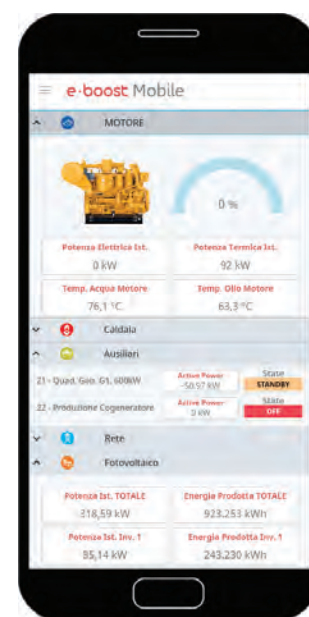 e-boost Mobile
MOTORE
0 %
Potenza Elettrica Ist.
0 kW
Potenza Termica Ist.
92 kW
Temp. Acqua Motore
76,1 °C
Temp. Olio Motore
63,3 °C
Caldaia
Ausiliari
21 - Quad. Gen. G1. 600kW
Active Power
-50.97 kW
State
STANDBY
22 - Produzione Cogeneratore
Active Power
0 kW
State
OFF
Rete
Fotovoltaico
Potenza Ist. TOTALE
318,59 kW
Energia Prodotta TOTALE
923.253 kWh
Potenza Ist. Inv. 1
85,14 kW
Energia Prodotta Inv. 1
243.230 kWh